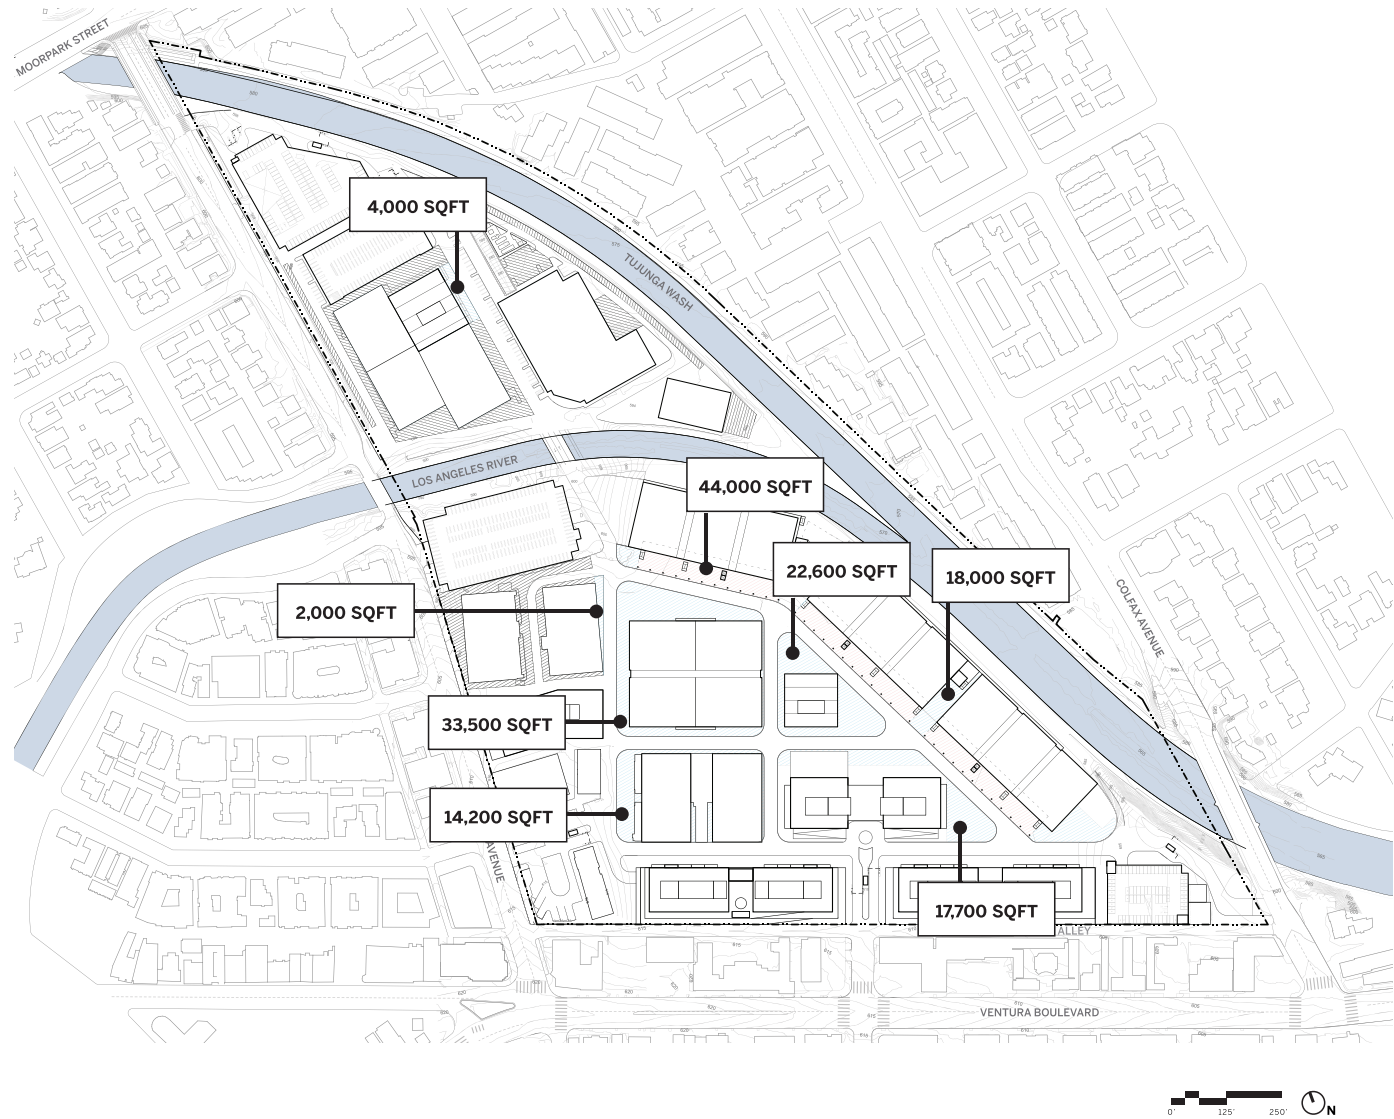 MOORPARK STREET
4,000 SQFT
TUJUNGA WASH
LOS ANGELES RIVER
44,000 SQFT
22,600 SQFT
18,000 SQFT
2,000 SQFT
COLFAX AVENUE
33,500 SQFT
14,200 SQFT
AVENUE
17,700 SQFT
ALLEY
VENTURA BOULEVARD
0'
125'
250'
N